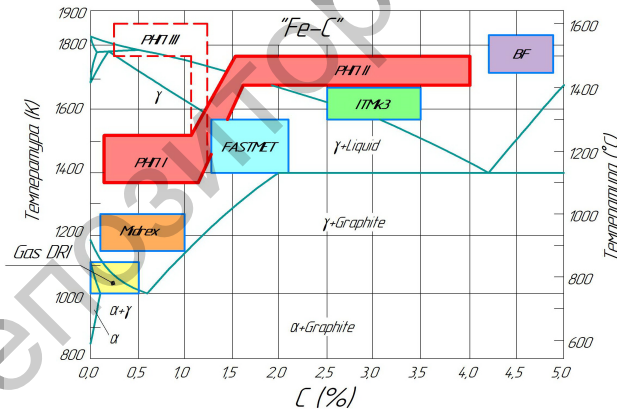 "Fe-C"
1900
1800
1600
1400
1200
1000
800
Температура (К)
1600
1400
1200
1000
800
600
Температура (°C)
РНП III
РНП II
BF
γ
ITMk3
FASTMET
γ+Liquid
РНП I
Midrex
γ+Graphite
Gas DRI
α+γ
α
α+Graphite
0,0 0,5 1,0 1,5 2,0 2,5 3,0 3,5 4,0 4,5 5,0
C (%)
епозитор